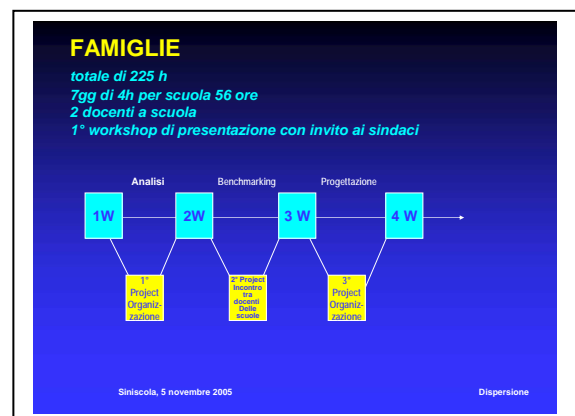 FAMIGLIE
totale di 225 h
7gg di 4h per scuola 56 ore
2 docenti a scuola
1° workshop di presentazione con invito ai sindaci
Analisi
Benchmarking
Progettazione
1W
2W
3 W
4 W
1°
Project
Organiz-
zazione
2° Project
Incontro
tra
docenti
Delle
scuole
3°
Project
Organiz-
zazione
Siniscola, 5 novembre 2005
Dispersione